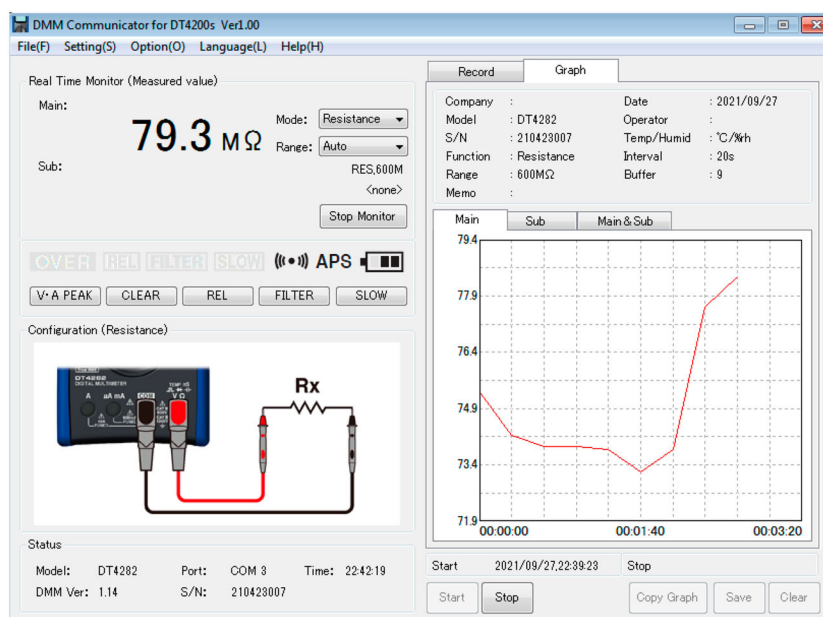 DMM Communicator for DT4200s Ver1.00
File(F) Setting(S) Option(O) Language(L) Help(H)
Real Time Monitor (Measured value)
Main:
79.3 MΩ
Mode: Resistance
Range: Auto
Sub:
RES,600M
<none>
Stop Monitor
OVER REL FILTER SLOW APS
V・A PEAK CLEAR REL FILTER SLOW
Configuration (Resistance)
DT4282
DIGITAL MULTIMETER
A μA mA COM V Ω
Rx
Status
Model: DT4282 Port: COM 3 Time: 22:42:19
DMM Ver: 1.14 S/N: 210423007
Record Graph
Company : Date : 2021/09/27
Model : DT4282 Operator :
S/N : 210423007 Temp/Humid : ℃/%rh
Function : Resistance Interval : 20s
Range : 600MΩ Buffer : 9
Memo :
Main Sub Main & Sub
79.4
77.9
76.4
74.9
73.4
71.9
00:00:00 00:01:40 00:03:20
Start 2021/09/27,22:39:23 Stop
Start Stop Copy Graph Save Clear